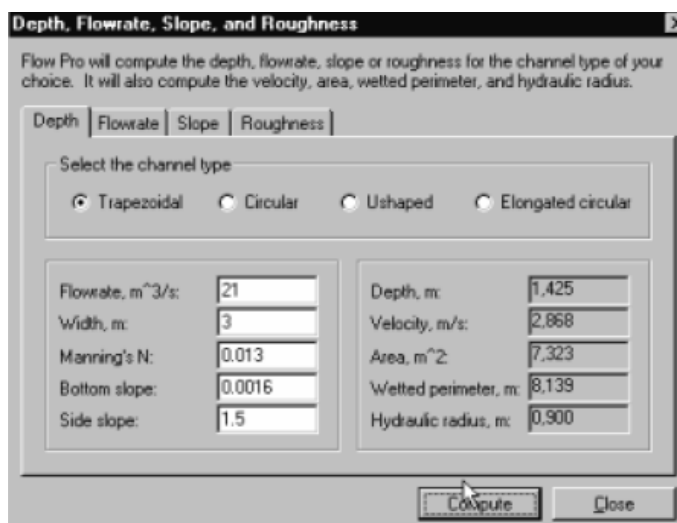 Depth, Flowrate, Slope, and Roughness
Flow Pro will compute the depth, flowrate, slope or roughness for the channel type of your
choice. It will also compute the velocity, area, wetted perimeter, and hydraulic radius.
Depth Flowrate Slope Roughness
Select the channel type
Trapezoidal Circular Ushaped Elongated circular
Flowrate, m^3/s: 21 Depth, m: 1,425
Width, m: 3 Velocity, m/s: 2,868
Manning's N: 0.013 Area, m^2: 7,323
Bottom slope: 0.0016 Wetted perimeter, m: 8,139
Side slope: 1.5 Hydraulic radius, m: 0,900
Compute Close